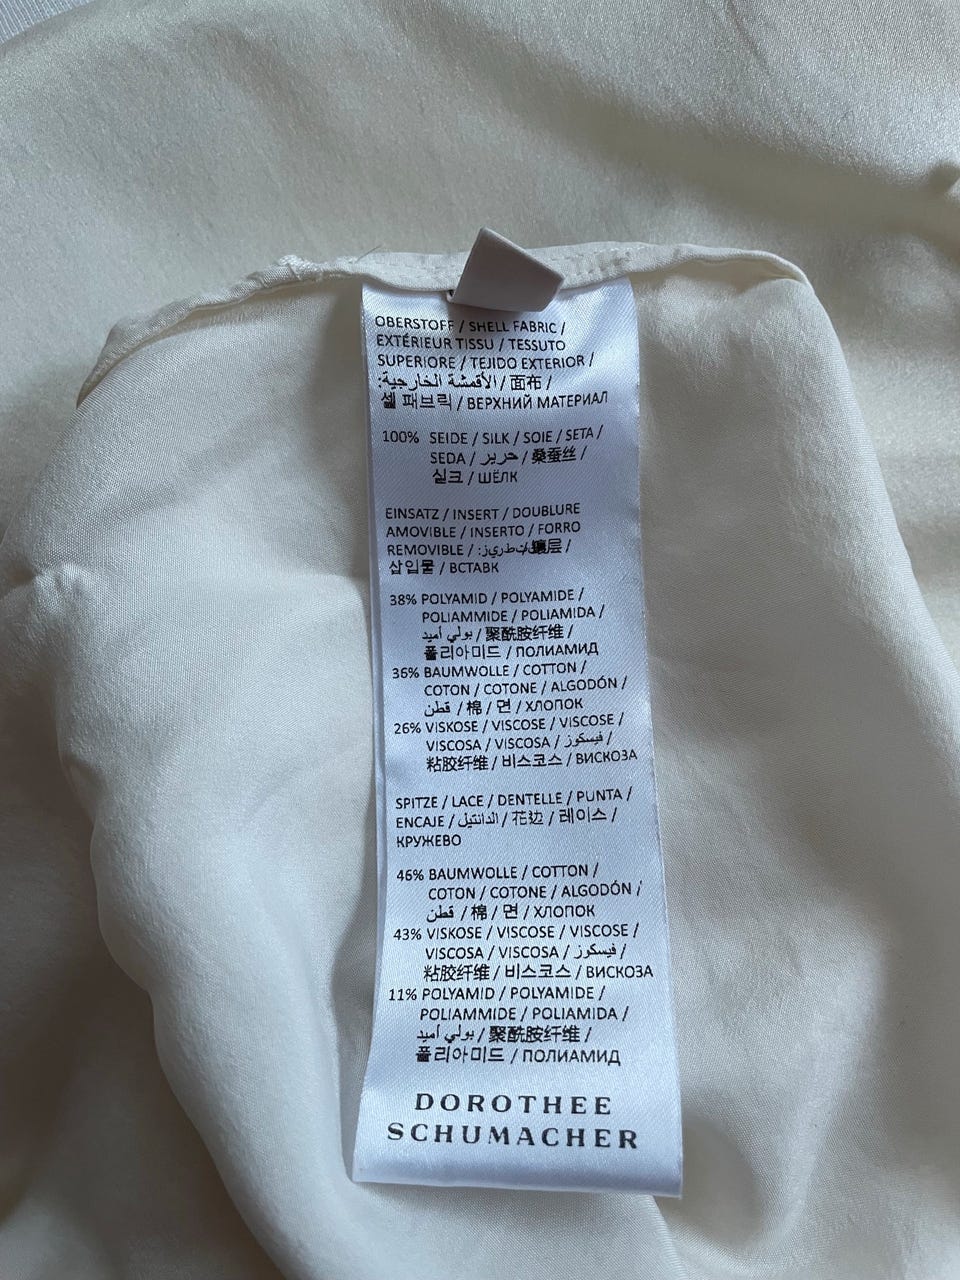 OBERSTOFF / SHELL FABRIC /
EXTÉRIEUR TISSU / TESSUTO
SUPERIORE / TEJIDO EXTERIOR /
الأقمشة الخارجية: / 面布 /
셀 패브릭 / ВЕРХНИЙ МАТЕРИАЛ
100% SEIDE / SILK / SOIE / SETA /
SEDA / حرير / 桑蚕丝 /
실크 / ШЁЛК
EINSATZ / INSERT / DOUBLURE
AMOVIBLE / INSERTO / FORRO
REMOVIBLE / 层 /
삽입물 / ВСТАВК
38% POLYAMID / POLYAMIDE /
POLIAMMIDE / POLIAMIDA /
بولي أميد / 聚酰胺纤维 /
폴리아미드 / ПОЛИАМИД
36% BAUMWOLLE / COTTON /
COTON / COTONE / ALGODÓN /
قطن / 棉 / 면 / ХЛОПОК
26% VISKOSE / VISCOSE / VISCOSE /
VISCOSA / VISCOSA / فيسكوز /
粘胶纤维 / 비스코스 / ВИСКОЗА
SPITZE / LACE / DENTELLE / PUNTA /
ENCAJE / الدانتيل / 花边 / 레이스 /
КРУЖЕВО
46% BAUMWOLLE / COTTON /
COTON / COTONE / ALGODÓN /
قطن / 棉 / 면 / ХЛОПОК
43% VISKOSE / VISCOSE / VISCOSE /
VISCOSA / VISCOSA / فيسكوز /
粘胶纤维 / 비스코스 / ВИСКОЗА
11% POLYAMID / POLYAMIDE /
POLIAMMIDE / POLIAMIDA /
بولي أميد / 聚酰胺纤维 /
폴리아미드 / ПОЛИАМИД
DOROTHEE
SCHUMACHER